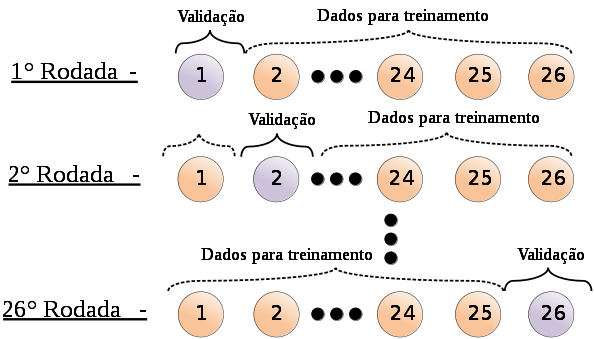 Validação Dados para treinamento
1° Rodada - 1 2 24 25 26
Validação Dados para treinamento
2° Rodada - 1 2 24 25 26
Dados para treinamento Validação
26° Rodada - 1 2 24 25 26